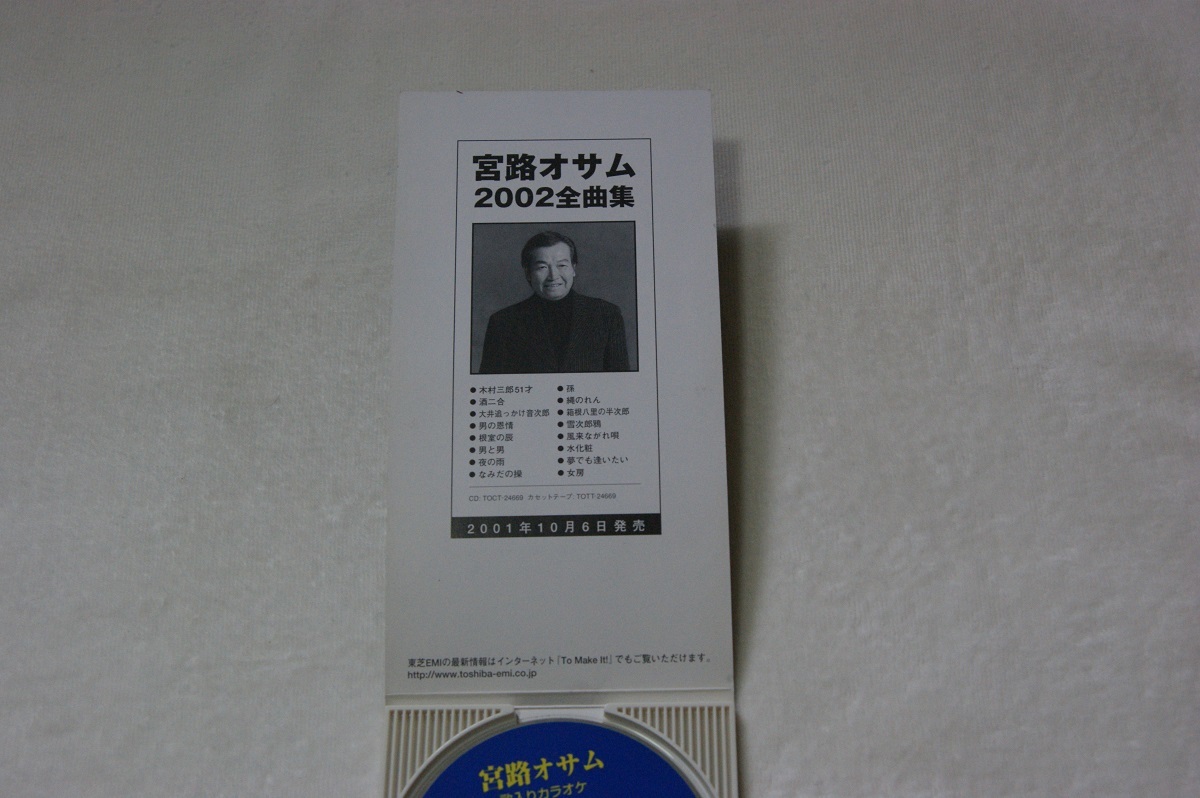 宮路オサム
2002全曲集
● 木村三郎51才
● 酒二合
● 大井追っかけ音次郎
● 男の恩情
● 根室の辰
● 男と男
● 夜の雨
● なみだの操
● 孫
● 縄のれん
● 箱根八里の半次郎
● 雪次郎鴉
● 風来ながれ唄
● 水化粧
● 夢でも逢いたい
● 女房
CD: TOCT-24669 カセットテープ: TOTT-24669
2001年10月6日発売
東芝EMIの最新情報はインターネット「To Make It!」でもご覧いただけます。
http://www.toshiba-emi.co.jp
宮路オサム
歌入りカラオケ